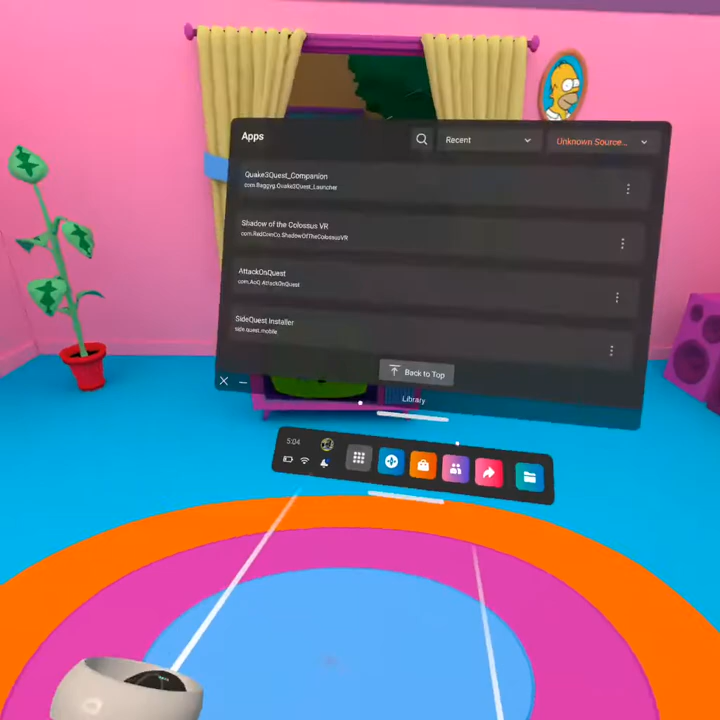 Apps
Recent
Unknown Source...
Quake3Quest_Companion
com.Baggyg.Quake3Quest_Launcher
Shadow of the Colossus VR
com.RedConCo.ShadowOfTheColossusVR
AttackOnQuest
com.AoQ.AttackOnQuest
SideQuest Installer
side.quest.mobile
Back to Top
Library
5:04